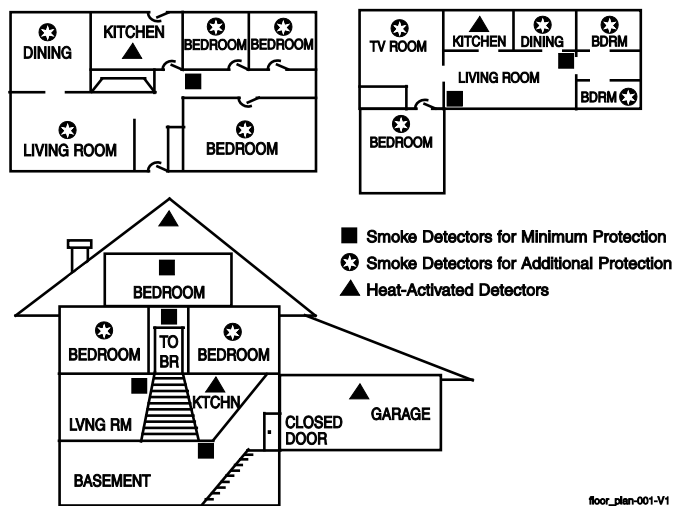 DINING
KITCHEN
BEDROOM
BEDROOM
LIVING ROOM
BEDROOM
TV ROOM
KITCHEN
DINING
BDRM
LIVING ROOM
BDRM
BEDROOM
Smoke Detectors for Minimum Protection
Smoke Detectors for Additional Protection
Heat-Activated Detectors
BEDROOM
BEDROOM
TO
BR
BEDROOM
LVNG RM
KTCHN
CLOSED
DOOR
GARAGE
BASEMENT
floor_plan-001-V1